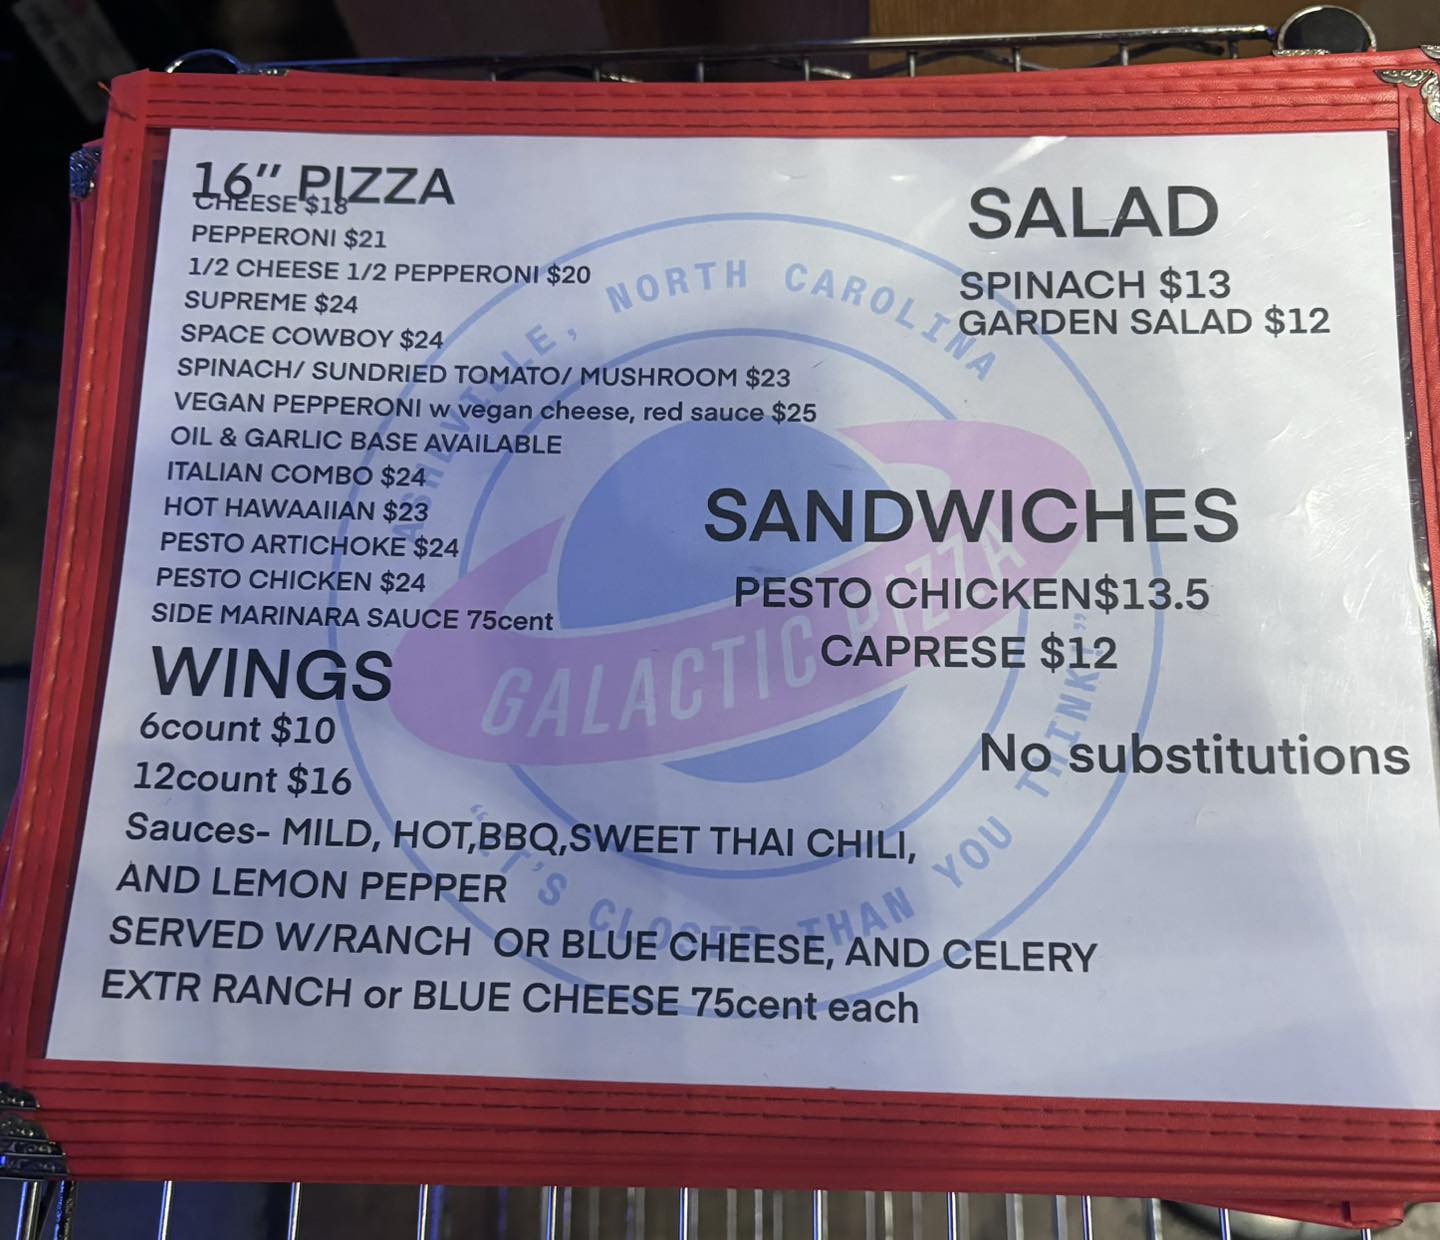 16" PIZZA
CHEESE $18
PEPPERONI $21
1/2 CHEESE 1/2 PEPPERONI $20
SUPREME $24
SPACE COWBOY $24
SPINACH/ SUNDRIED TOMATO/ MUSHROOM $23
VEGAN PEPPERONI w vegan cheese, red sauce $25
OIL & GARLIC BASE AVAILABLE
ITALIAN COMBO $24
HOT HAWAAIIAN $23
PESTO ARTICHOKE $24
PESTO CHICKEN $24
SIDE MARINARA SAUCE 75cent
WINGS
6count $10
12count $16
Sauces- MILD, HOT,BBQ,SWEET THAI CHILI,
AND LEMON PEPPER
SERVED W/RANCH OR BLUE CHEESE, AND CELERY
EXTR RANCH or BLUE CHEESE 75cent each
SALAD
SPINACH $13
GARDEN SALAD $12
SANDWICHES
PESTO CHICKEN$13.5
CAPRESE $12
No substitutions
ASHEVILLE, NORTH CAROLINA
GALACTIC PIZZA
"IT'S CLOSER THAN YOU THINK!"